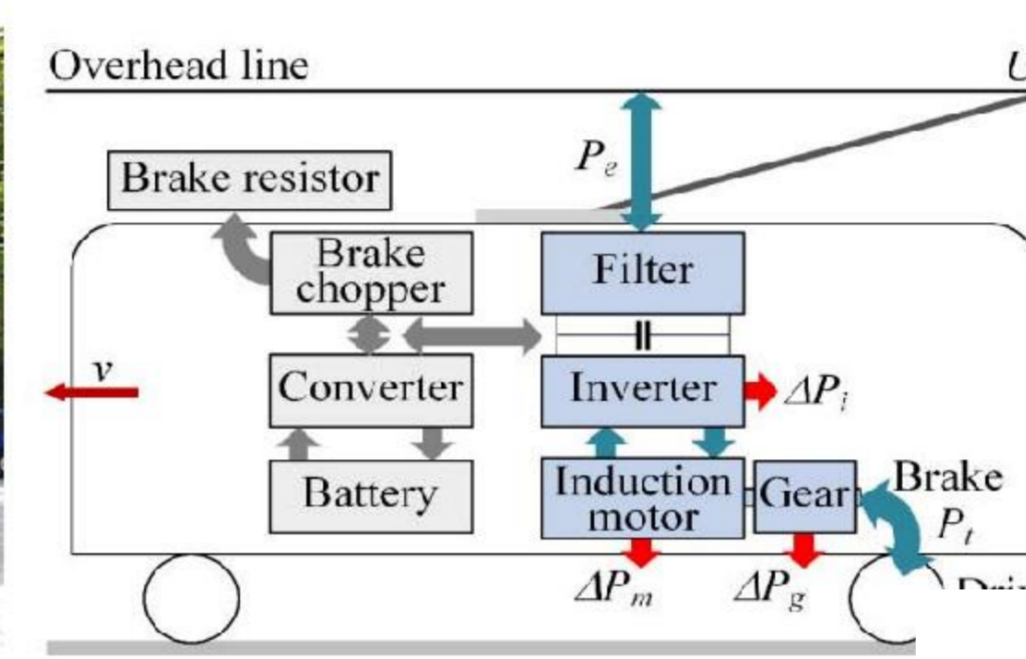 Overhead line
U
P_e
Brake resistor
Brake
chopper
Filter
v
Converter
Inverter
ΔP_i
Battery
Induction
motor
Gear
Brake
P_t
ΔP_m
ΔP_g